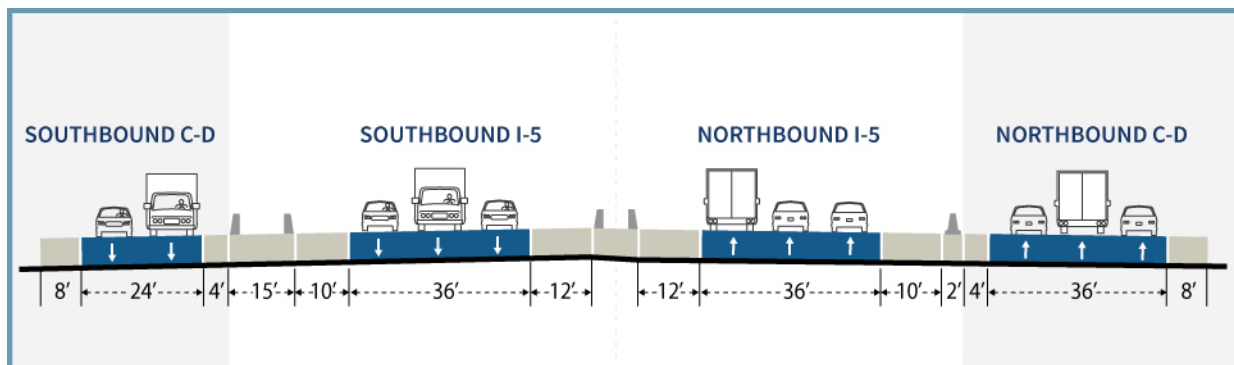 SOUTHBOUND C-D
SOUTHBOUND I-5
NORTHBOUND I-5
NORTHBOUND C-D
8' 24' 4' 15' 10' 36' 12' 12' 36' 10' 2' 4' 36' 8'